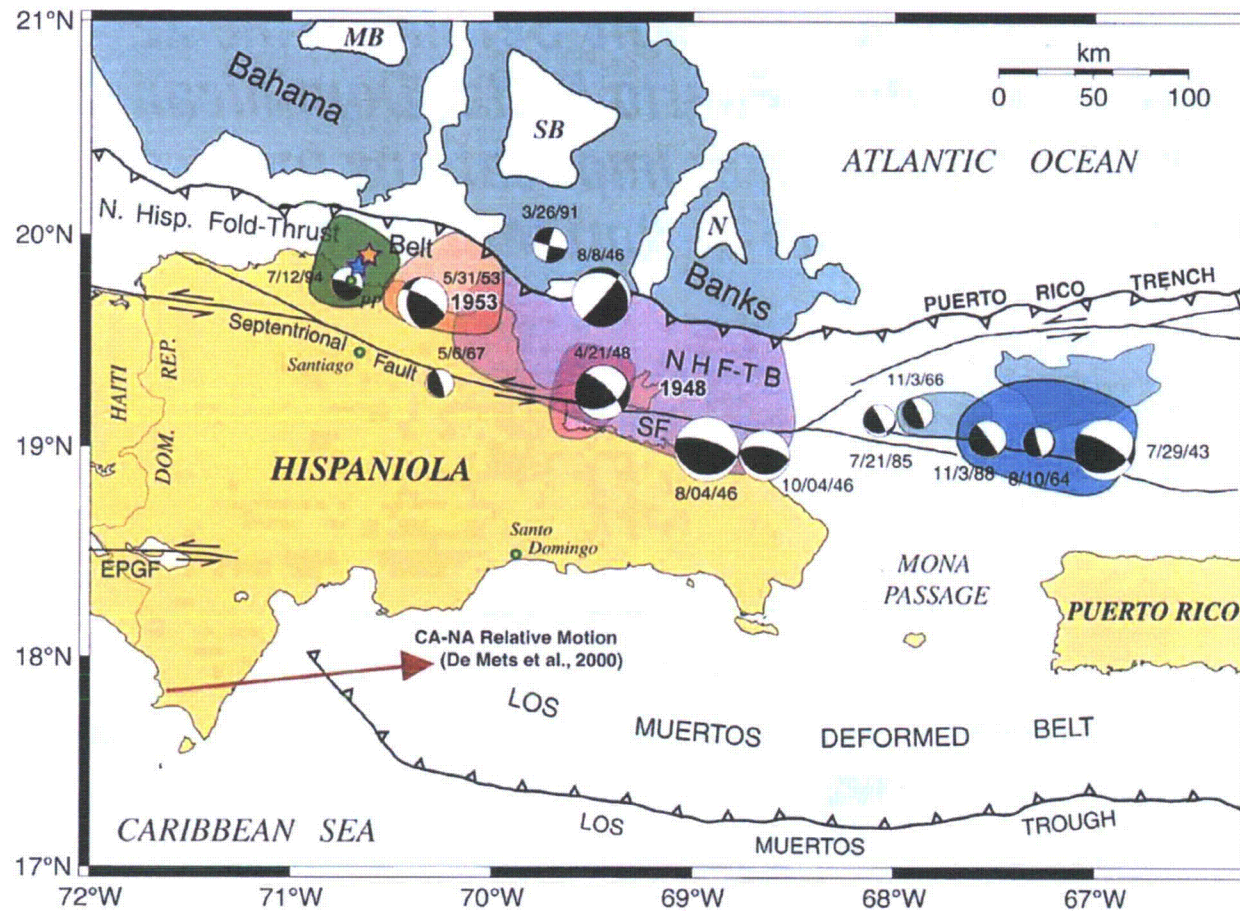 21°N
20°N
19°N
18°N
17°N
72°W
71°W
70°W
69°W
68°W
67°W
MB
Bahama
SB
N
Banks
km
0 50 100
ATLANTIC OCEAN
N. Hisp. Fold-Thrust Belt
3/26/91
8/8/46
7/12/94
PP
5/31/53
1953
PUERTO RICO TRENCH
Septentrional Fault
Santiago
5/6/67
4/21/48
1948
N H F-T B
SF
11/3/66
7/21/85
11/3/88
8/10/64
7/29/43
8/04/46
10/04/46
HAITI
DOM. REP.
HISPANIOLA
Santo
Domingo
EPGF
MONA
PASSAGE
PUERTO RICO
CA-NA Relative Motion
(De Mets et al., 2000)
LOS MUERTOS DEFORMED BELT
LOS MUERTOS TROUGH
CARIBBEAN SEA